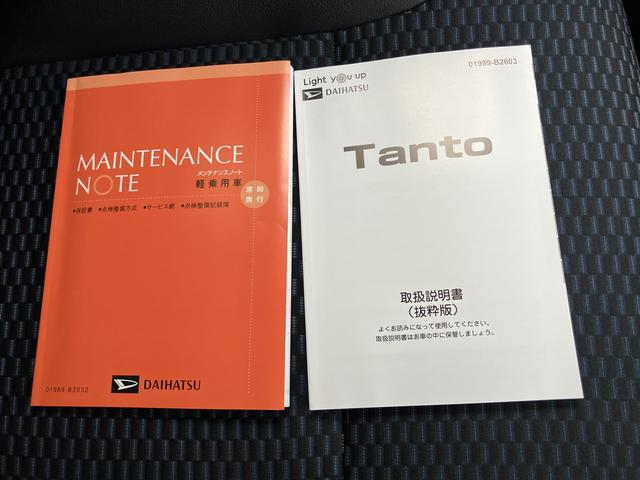 MAINTENANCE
NOTE
メンテナンスノート
軽乗用車
常時
携行
•保証書 •点検整備方式 •サービス網 •点検整備記録簿
DAIHATSU
01999-B2032
Light you up
DAIHATSU
01999-B2603
Tanto
取扱説明書
（抜粋版）
よくお読みになって使用してください。
取扱説明書はお車の中に保管しましょう。